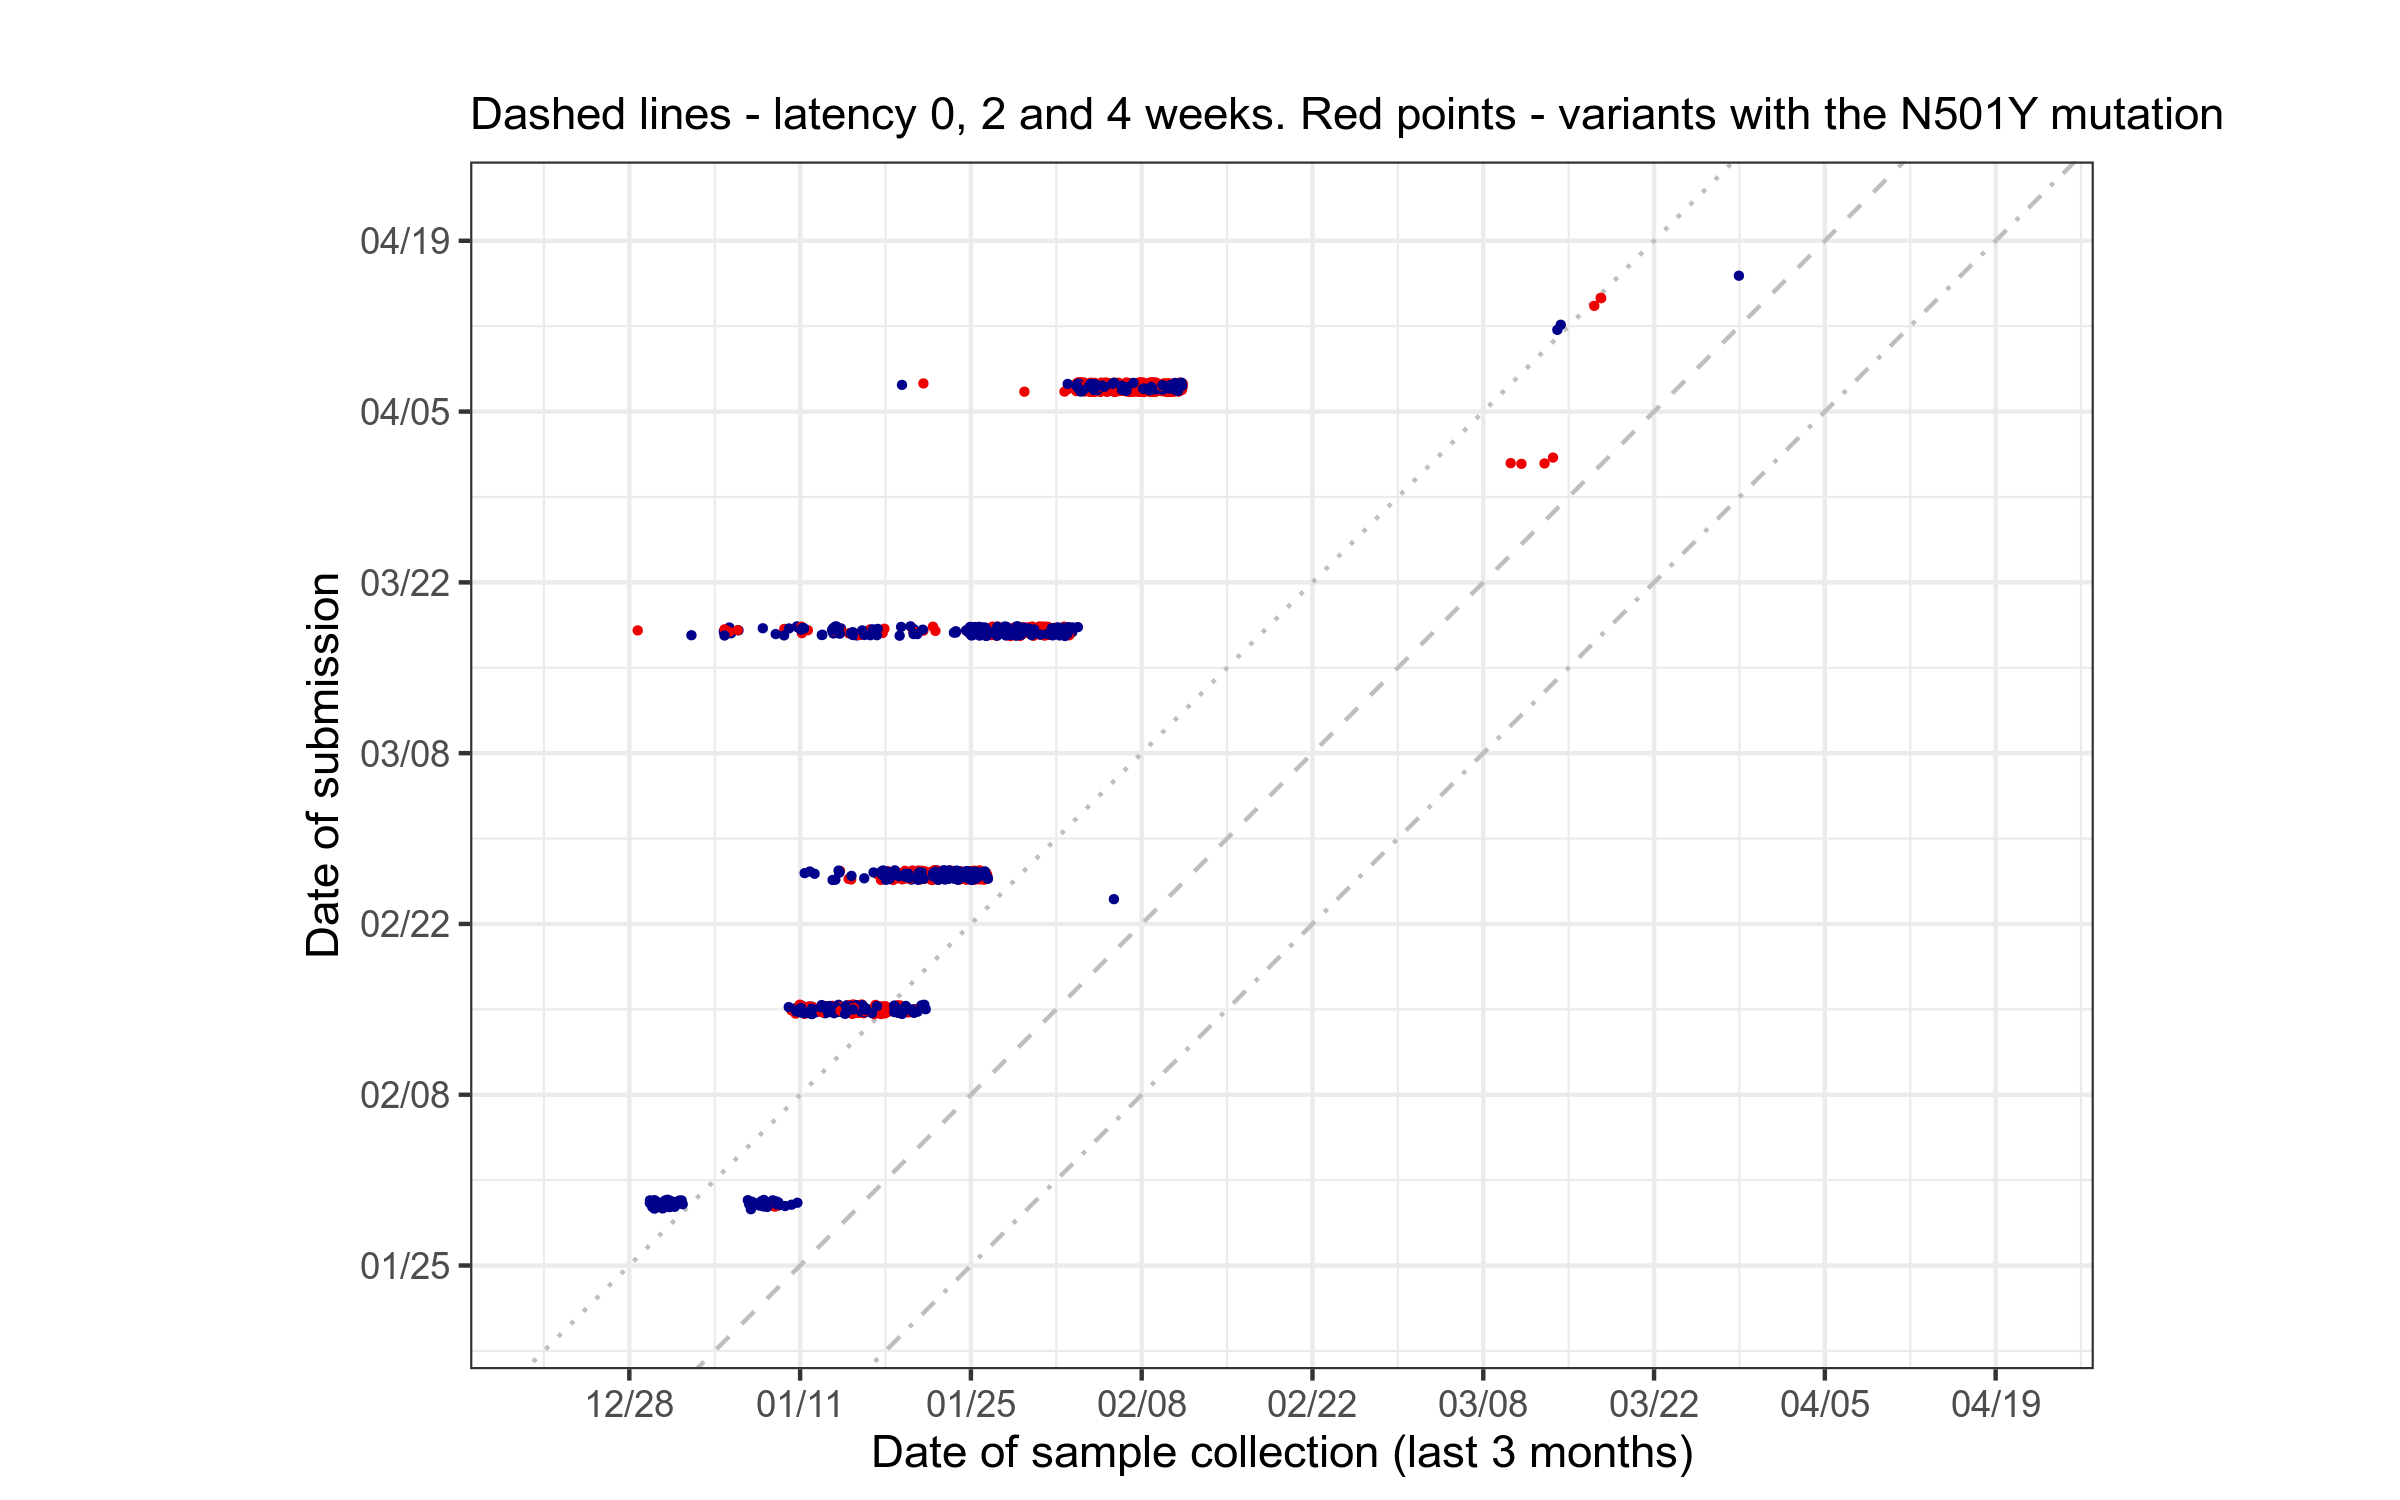 Dashed lines - latency 0, 2 and 4 weeks. Red points - variants with the N501Y mutation
04/19
04/05
03/22
03/08
02/22
02/08
01/25
Date of submission
12/28 01/11 01/25 02/08 02/22 03/08 03/22 04/05 04/19
Date of sample collection (last 3 months)